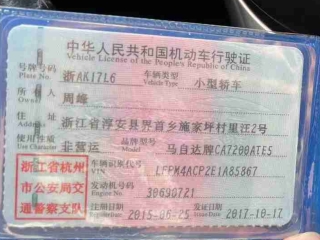 中华人民共和国机动车行驶证
Vehicle License of the People's Republic of China
号牌号码 浙AK17L6 车辆类型 小型轿车
Plate No. Vehicle Type
所有人 周峰
Owner
住址 浙江省淳安县界首乡施家坪村里汪2号
Address
使用性质 非营运 品牌型号 马自达牌CA7200ATE5
Use Character Model
浙江省杭州 车辆识别代号 LFPM4ACP2E1A85867
VIN
市公安局交 发动机号码 30690721
Engine No.
通警察支队 注册日期 2015-06-25 发证日期 2017-10-17
Register Date Issue Date